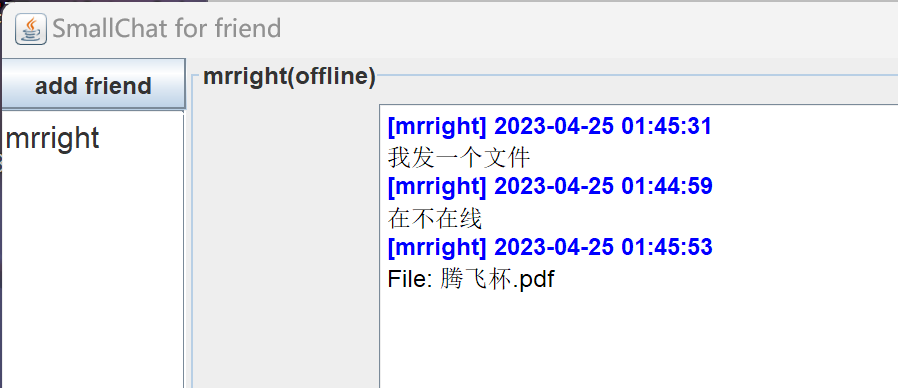 SmallChat for friend
add friend
mrright
mrright(offline)
[mrright] 2023-04-25 01:45:31
我发一个文件
[mrright] 2023-04-25 01:44:59
在不在线
[mrright] 2023-04-25 01:45:53
File: 腾飞杯.pdf